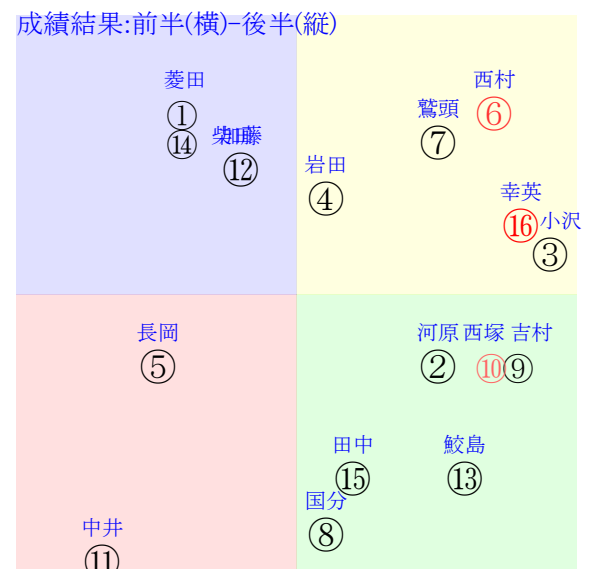 成績結果:前半(横)-後半(縦)
菱田
①
⑭
⑫
西村
⑥
鷲頭
⑦
岩田
④
幸英
⑯
小沢
③
長岡
⑤
河原
②
西塚
⑩
吉村
⑨
田中
⑮
鮫島
⑬
国分
⑧
中井
⑪